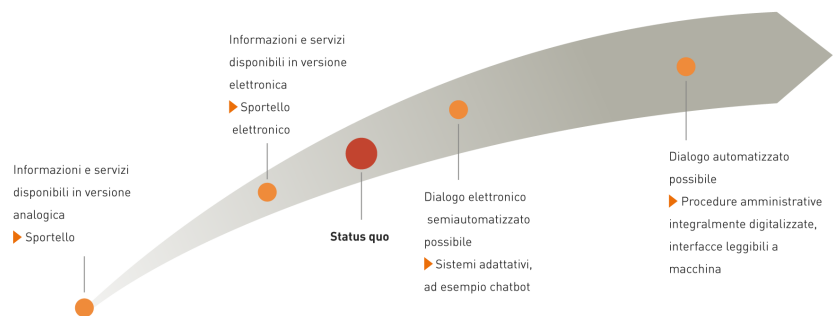 Informazioni e servizi
disponibili in versione
analogica
Sportello
Informazioni e servizi
disponibili in versione
elettronica
Sportello
elettronico
Status quo
Dialogo elettronico
semiautomatizzato
possibile
Sistemi adattativi,
ad esempio chatbot
Dialogo automatizzato
possibile
Procedure amministrative
integralmente digitalizzate,
interfacce leggibili a
macchina